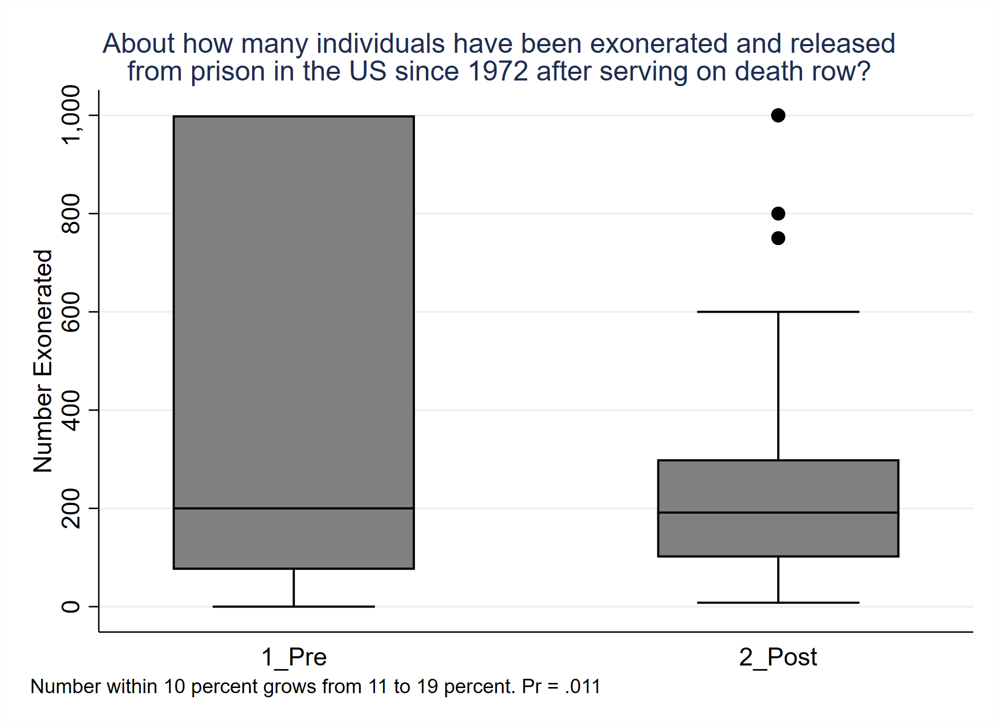 About how many individuals have been exonerated and released
from prison in the US since 1972 after serving on death row?
Number Exonerated
1,000
800
600
400
200
0
1_Pre
2_Post
Number within 10 percent grows from 11 to 19 percent. Pr = .011